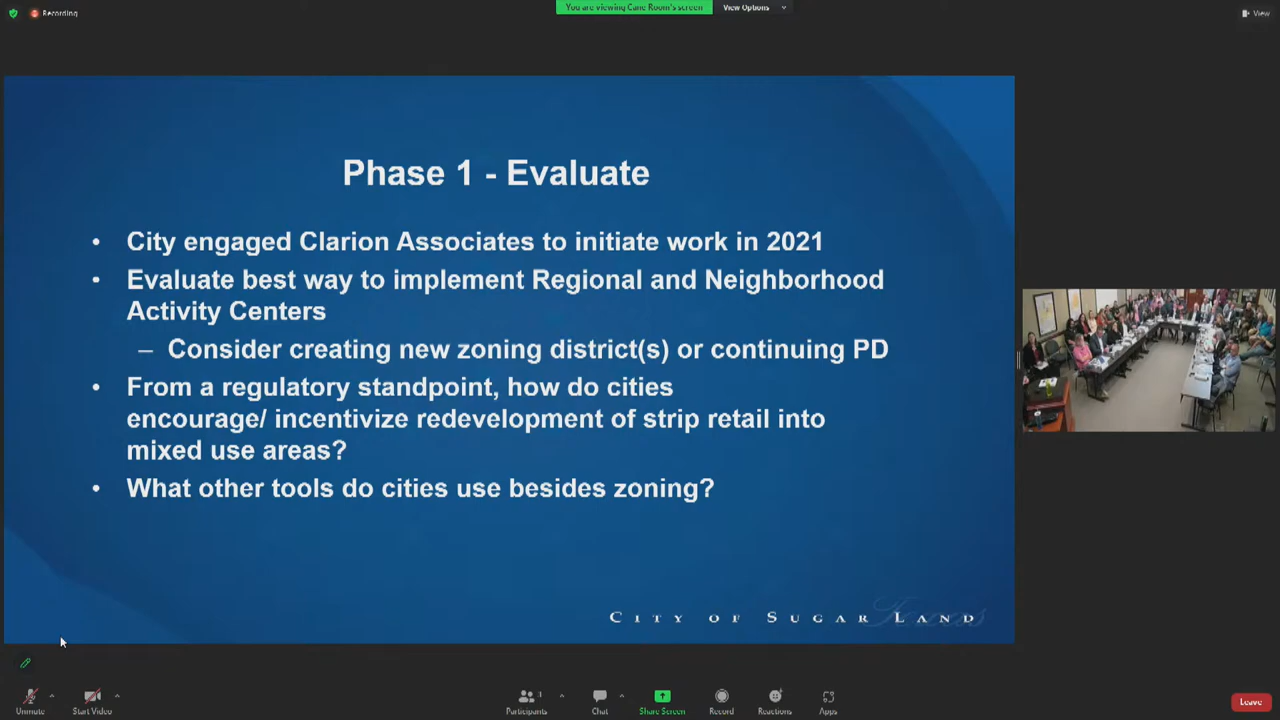 Recording
You are viewing Cane Room's screen
View Options
View
Phase 1 - Evaluate
• City engaged Clarion Associates to initiate work in 2021
• Evaluate best way to implement Regional and Neighborhood
Activity Centers
– Consider creating new zoning district(s) or continuing PD
• From a regulatory standpoint, how do cities
encourage/ incentivize redevelopment of strip retail into
mixed use areas?
• What other tools do cities use besides zoning?
CITY OF SUGAR LAND
Unmute
Start Video
Participants
1
Chat
Share Screen
Record
Reactions
Apps
Leave